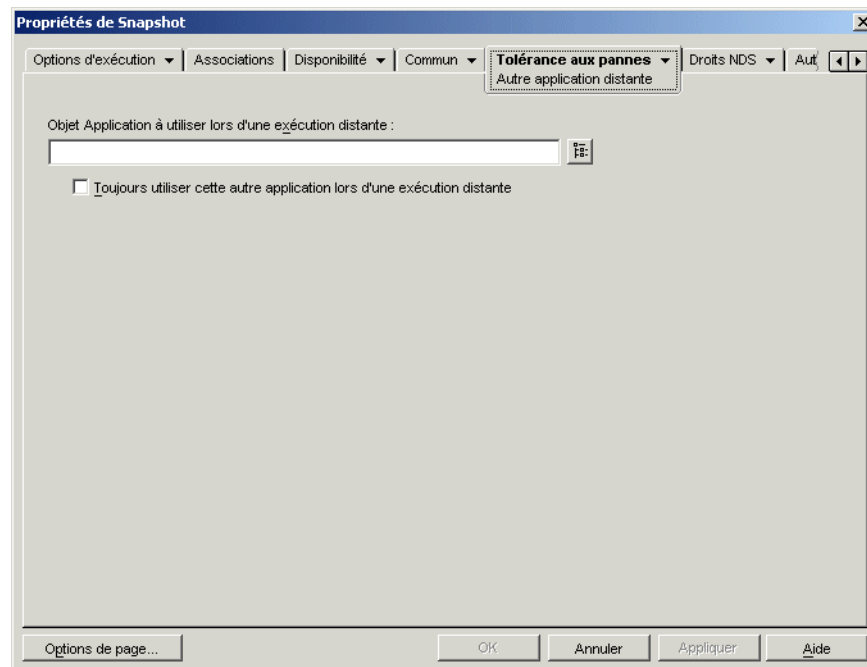 Propriétés de Snapshot
Options d'exécution Associations Disponibilité Commun Tolérance aux pannes Droits NDS Aut
Autre application distante
Objet Application à utiliser lors d'une exécution distante :
Toujours utiliser cette autre application lors d'une exécution distante
Options de page... OK Annuler Appliquer Aide